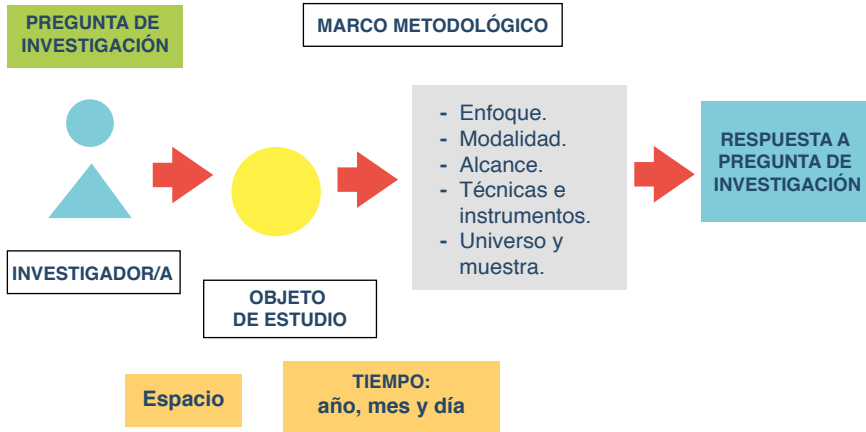 PREGUNTA DE
INVESTIGACIÓN
MARCO METODOLÓGICO
- Enfoque.
- Modalidad.
- Alcance.
- Técnicas e
instrumentos.
- Universo y
muestra.
RESPUESTA A
PREGUNTA DE
INVESTIGACIÓN
INVESTIGADOR/A
OBJETO
DE ESTUDIO
Espacio
TIEMPO:
año, mes y día